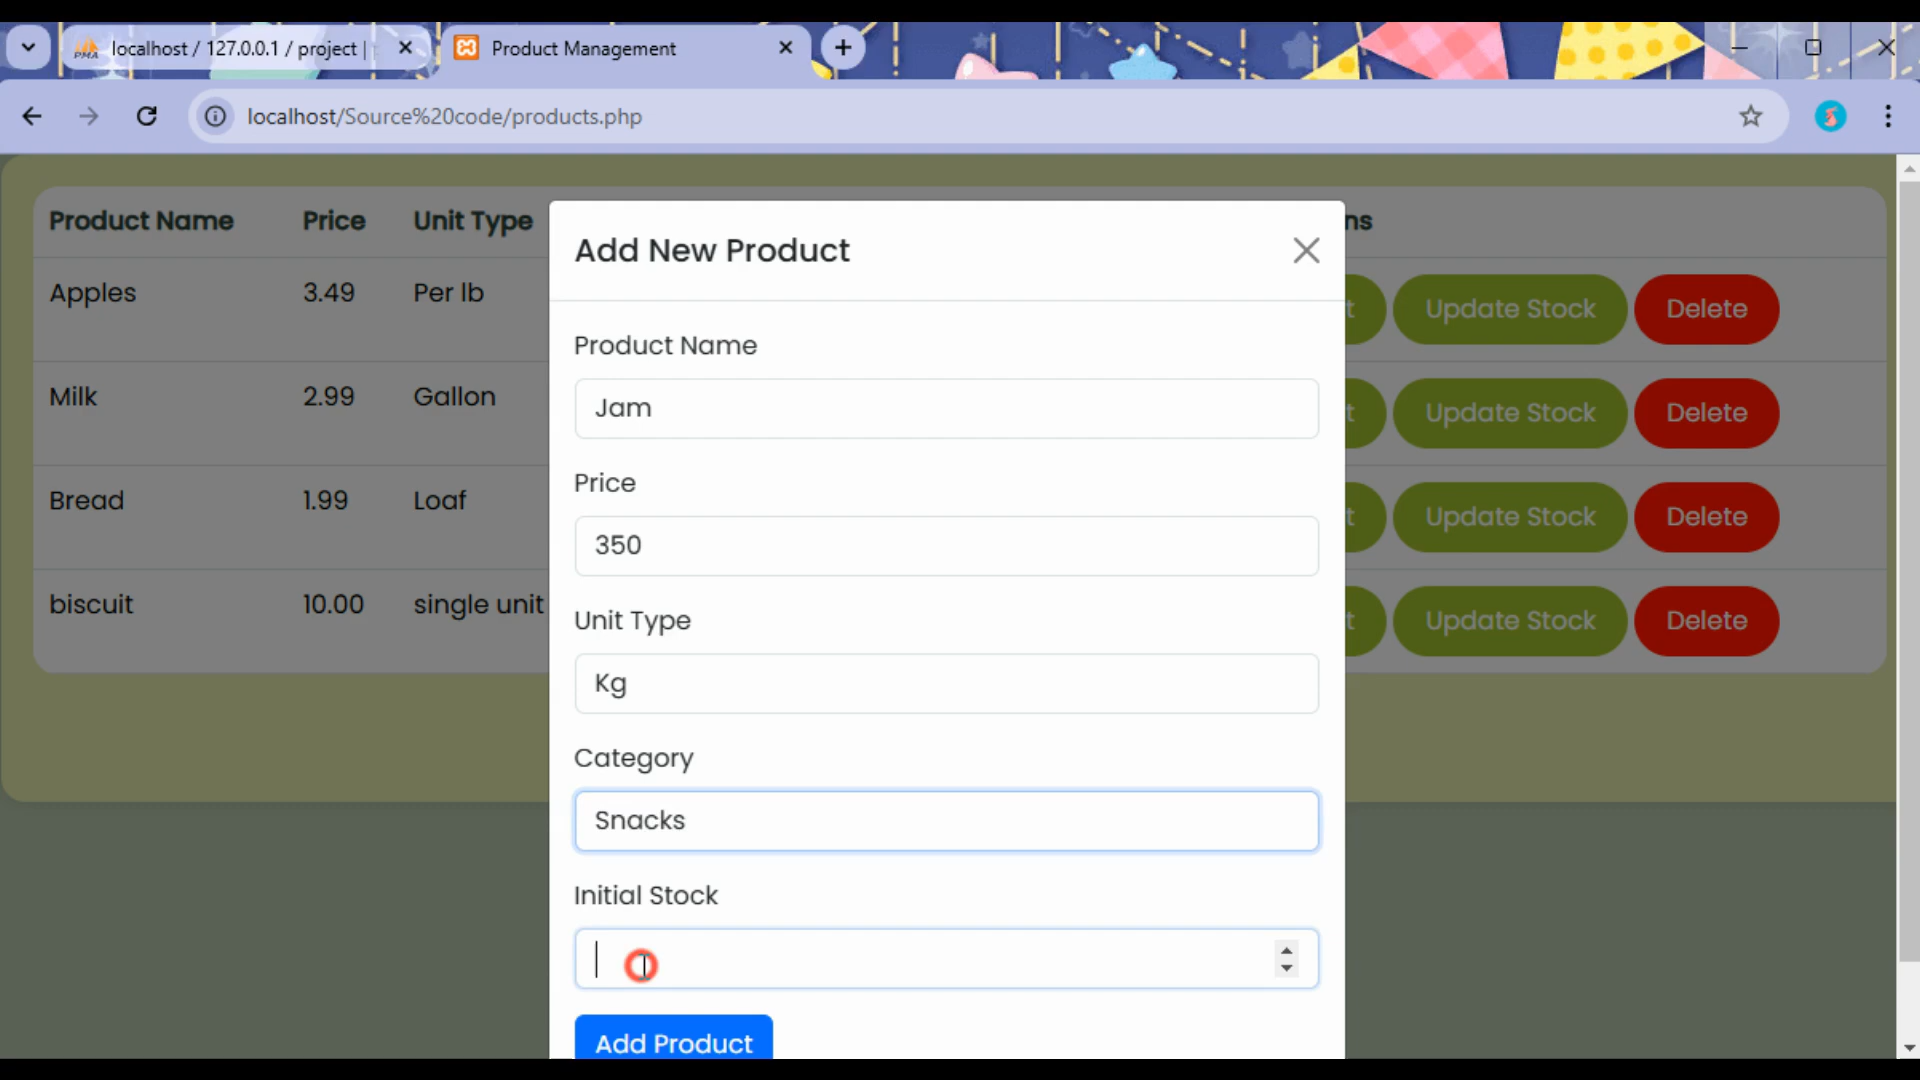 PMA localhost / 127.0.0.1 / project |
Product Management
localhost/Source%20code/products.php
Product Name Price Unit Type ns
Add New Product
Apples 3.49 Per lb t Update Stock Delete
Product Name
Milk 2.99 Gallon Jam t Update Stock Delete
Price
Bread 1.99 Loaf 350 t Update Stock Delete
Unit Type
biscuit 10.00 single unit t Update Stock Delete
Kg
Category
Snacks
Initial Stock
Add Product